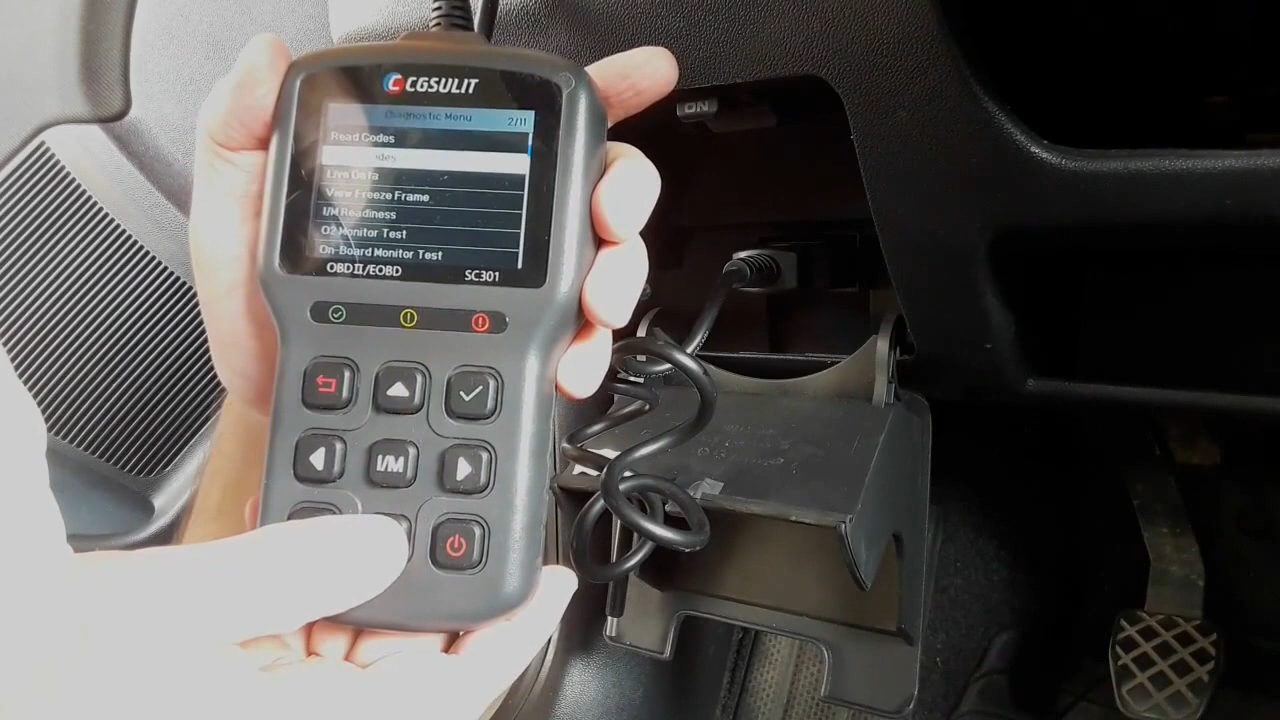 CGSULIT
Diagnostic Menu 2/11
Read Codes
Live Data
View Freeze Frame
I/M Readiness
O2 Monitor Test
On-Board Monitor Test
OBDII/EOBD SC301
I/M
ON